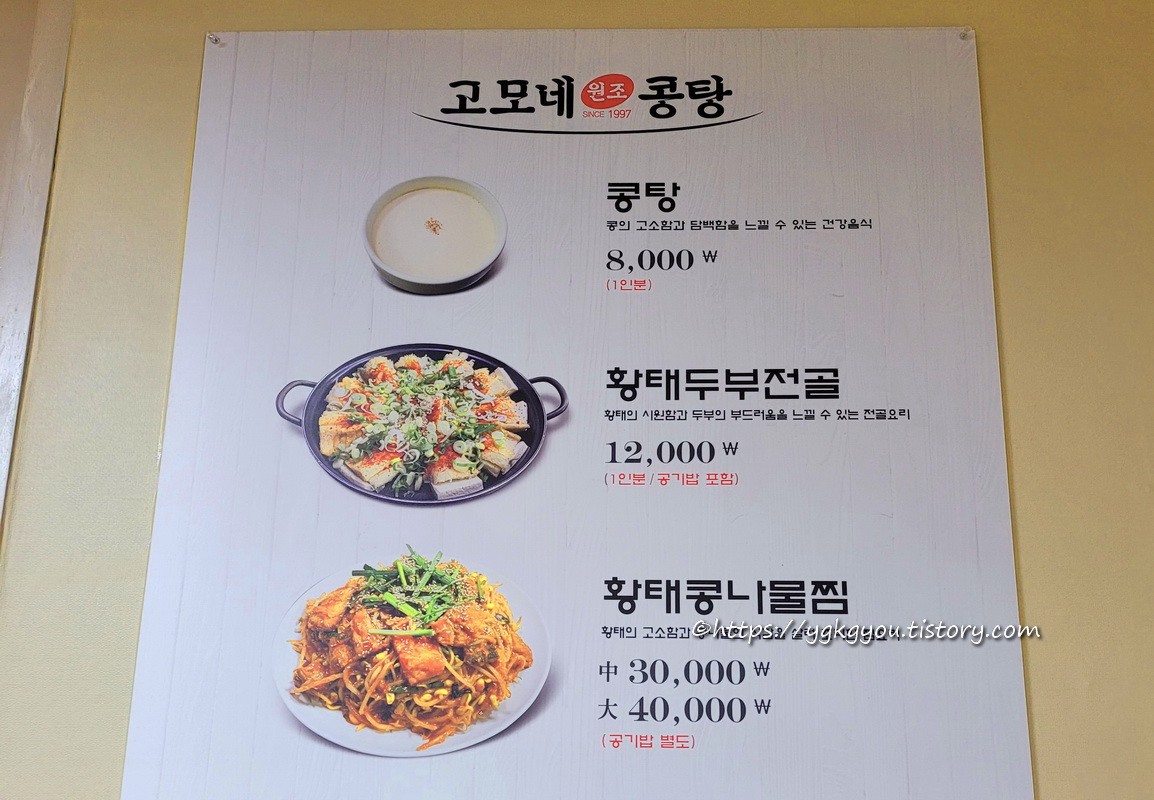 고모네 원조 콩탕
SINCE 1997
콩탕
콩의 고소함과 담백함을 느낄 수 있는 건강음식
8,000 ₩
(1인분)
황태두부전골
황태의 시원함과 두부의 부드러움을 느낄 수 있는 전골요리
12,000 ₩
(1인분 / 공기밥 포함)
황태콩나물찜
황태의 고소함과
©https://ygkgyou.tistory.com
中 30,000 ₩
大 40,000 ₩
(공기밥 별도)